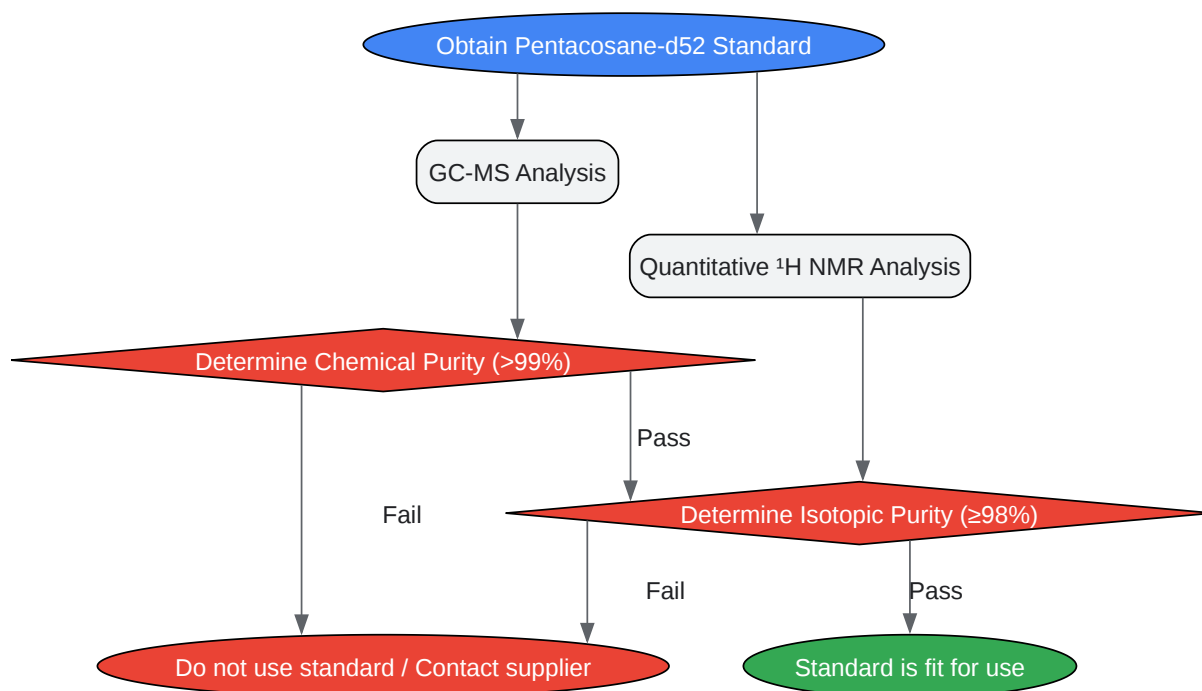 Obtain Pentacosane-d52 Standard
GC-MS Analysis
Quantitative ¹H NMR Analysis
Determine Chemical Purity (>99%)
Pass
Fail
Determine Isotopic Purity (≥98%)
Fail
Pass
Do not use standard / Contact supplier
Standard is fit for use